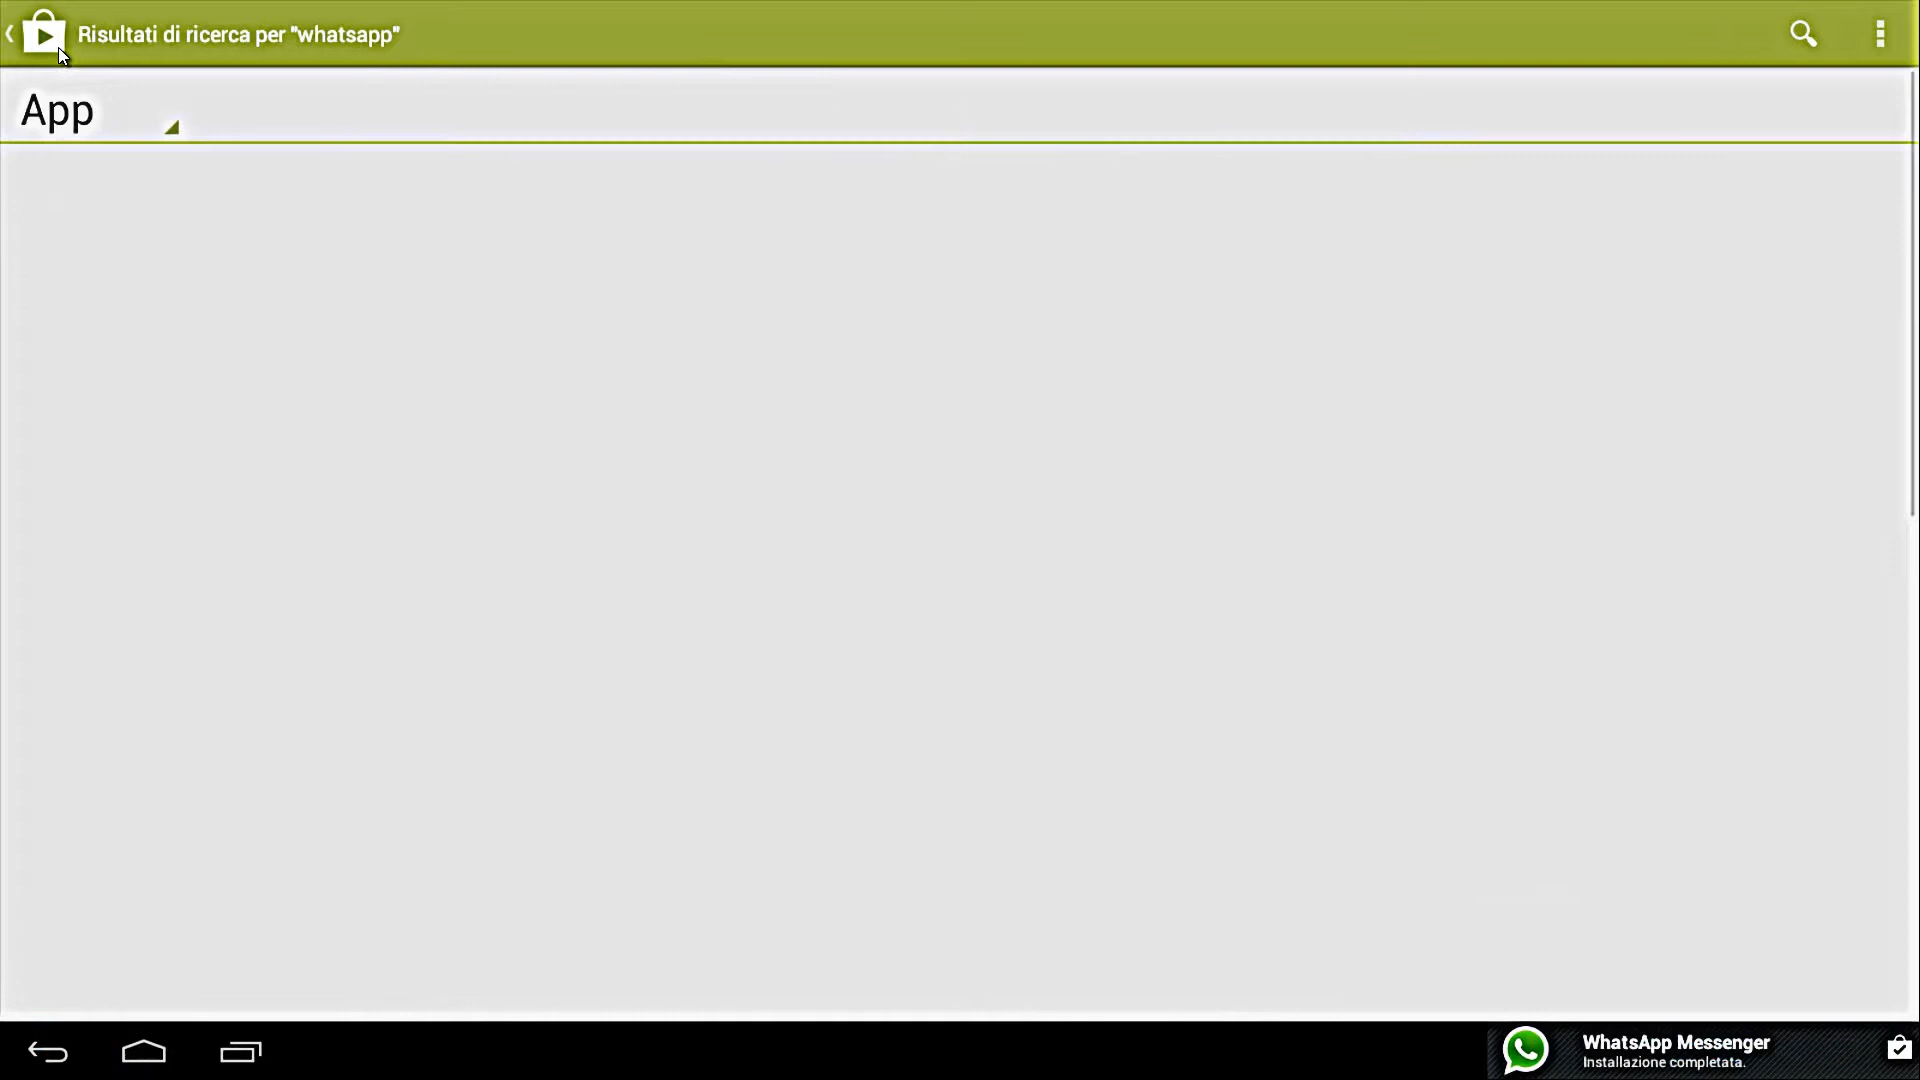 Risultati di ricerca per "whatsapp"
App
WhatsApp Messenger
Installazione completata.